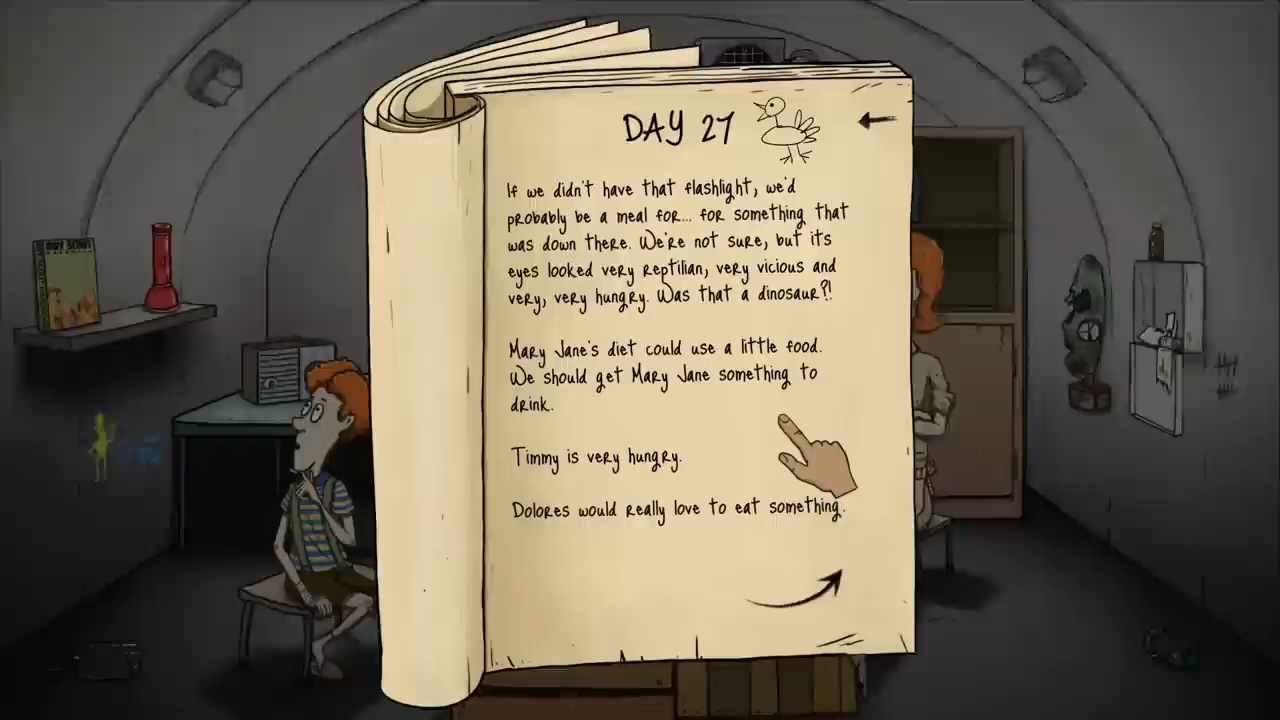 DAY 27
If we didn't have that flashlight, we'd
probably be a meal for... for something that
was down there. We're not sure, but its
eyes looked very reptilian, very vicious and
very, very hungry. Was that a dinosaur?!
Mary Jane's diet could use a little food.
We should get Mary Jane something to
drink.
Timmy is very hungry.
Dolores would really love to eat something.